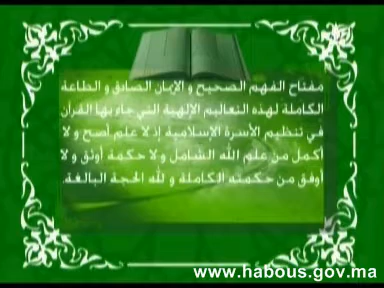 مفتاح الفهم الصحيح و الإيمان الصادق و الطاعة
الكاملة لهذه التعاليم الإلهية التي جاء بها القرآن
في تنظيم الأسرة الإسلامية إذ لا علم أصح و لا
أكمل من علم الله الشامل و لا حكمة أوثق و لا
أوفق من حكمته الكاملة و لله الحجة البالغة.
www.habous.gov.ma